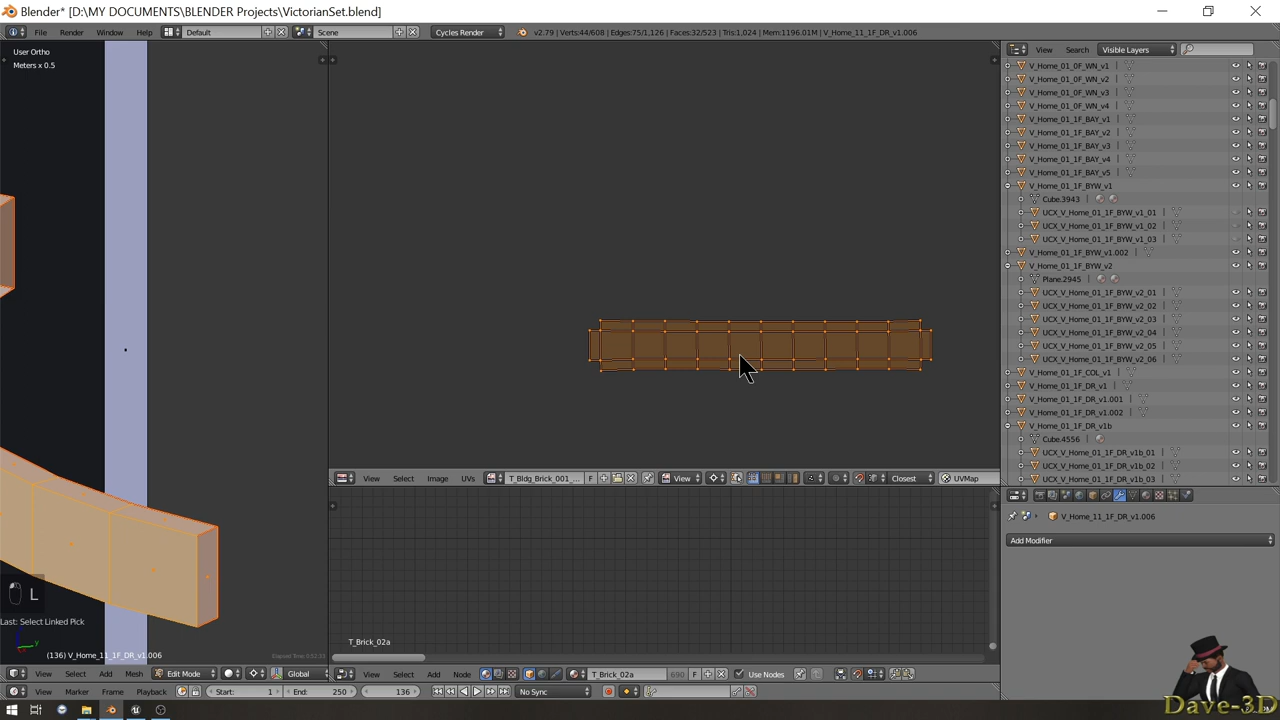 Blender* [D:\MY DOCUMENTS\BLENDER Projects\VictorianSet.blend]
File Render Window Help Default Scene Cycles Render v2.79 | Verts:44/608 | Edges:75/1,126 | Faces:32/523 | Tris:1,024 | Mem:1196.01M | V_Home_11_1F_DR_v1.006
User Ortho
Meters x 0.5
View Search Visible Layers
V_Home_01_0F_WN_v1
V_Home_01_0F_WN_v2
V_Home_01_0F_WN_v3
V_Home_01_0F_WN_v4
V_Home_01_1F_BAY_v1
V_Home_01_1F_BAY_v2
V_Home_01_1F_BAY_v3
V_Home_01_1F_BAY_v4
V_Home_01_1F_BAY_v5
V_Home_01_1F_BYW_v1
Cube.3943
UCX_V_Home_01_1F_BYW_v1_01
UCX_V_Home_01_1F_BYW_v1_02
UCX_V_Home_01_1F_BYW_v1_03
V_Home_01_1F_BYW_v1.002
V_Home_01_1F_BYW_v2
Plane.2945
UCX_V_Home_01_1F_BYW_v2_01
UCX_V_Home_01_1F_BYW_v2_02
UCX_V_Home_01_1F_BYW_v2_03
UCX_V_Home_01_1F_BYW_v2_04
UCX_V_Home_01_1F_BYW_v2_05
UCX_V_Home_01_1F_BYW_v2_06
V_Home_01_1F_COL_v1
V_Home_01_1F_DR_v1
V_Home_01_1F_DR_v1.001
V_Home_01_1F_DR_v1.002
V_Home_01_1F_DR_v1b
Cube.4556
UCX_V_Home_01_1F_DR_v1b_01
UCX_V_Home_01_1F_DR_v1b_02
UCX_V_Home_01_1F_DR_v1b_03
View Select Image UVs T_Bldg_Brick_001_... F View Closest UVMap
V_Home_11_1F_DR_v1.006
Add Modifier
L
Last: Select Linked Pick
(136) V_Home_11_1F_DR_v1.006
T_Brick_02a
View Select Add Mesh Edit Mode Global
View Select Add Node T_Brick_02a 690 F Use Nodes
View Marker Frame Playback Start: 1 End: 250 136 No Sync
Dave-3D